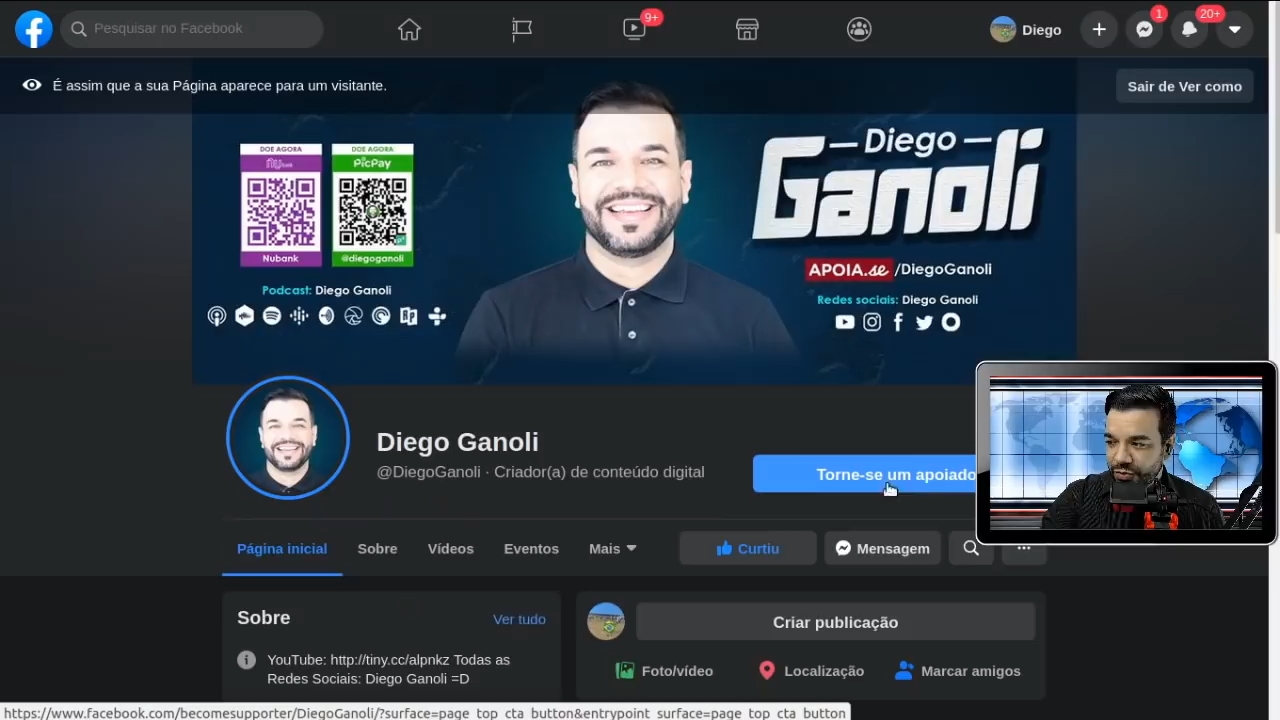 Pesquisar no Facebook
9+
Diego
1
20+
É assim que a sua Página aparece para um visitante.
Sair de Ver como
DOE AGORA
DOE AGORA
nu
PicPay
Nubank
@diegoganoli
Podcast: Diego Ganoli
Diego
Ganoli
APOIA.se /DiegoGanoli
Redes sociais: Diego Ganoli
Diego Ganoli
@DiegoGanoli · Criador(a) de conteúdo digital
Torne-se um apoiado
Página inicial
Sobre
Vídeos
Eventos
Mais
Curtiu
Mensagem
Sobre
Ver tudo
Criar publicação
YouTube: http://tiny.cc/alpnkz Todas as
Redes Sociais: Diego Ganoli =D
Foto/vídeo
Localização
Marcar amigos
https://www.facebook.com/becomesupporter/DiegoGanoli/?surface=page_top_cta_button&entrypoint_surface=page_top_cta_button